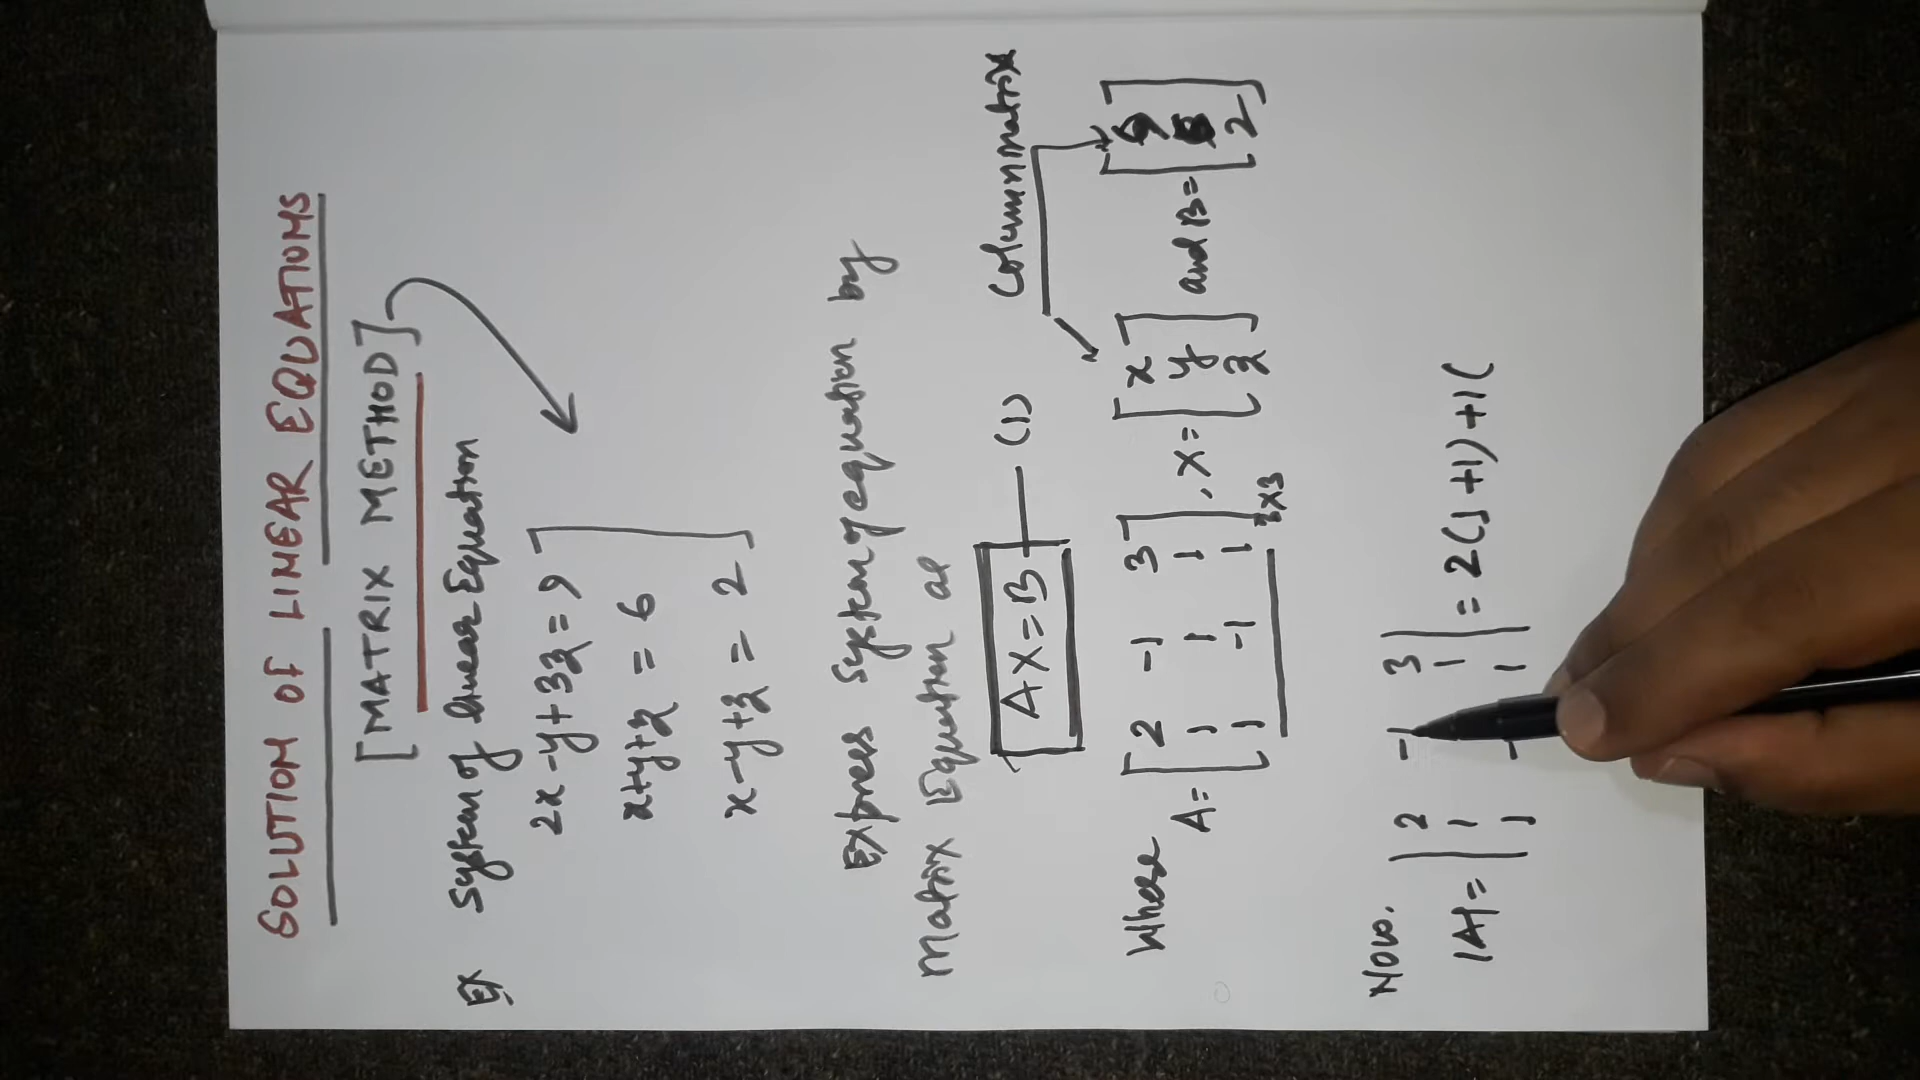 SOLUTION OF LINEAR EQUATIONS
[MATRIX METHOD]
Ex System of linear Equation
2x - y + 3z = 9
x + y + z = 6
x - y + z = 2
Express System of equation by
Matrix Equation as
AX = B — (1)
Column matrix
Where
A = [2 -1 3
1 1 1
1 -1 1] 3x3 , X = [x
y
z] and B = [9
6
2]
Now.
|A| = |2 -1 3
1 1
1 - 1| = 2(1+1)+1(